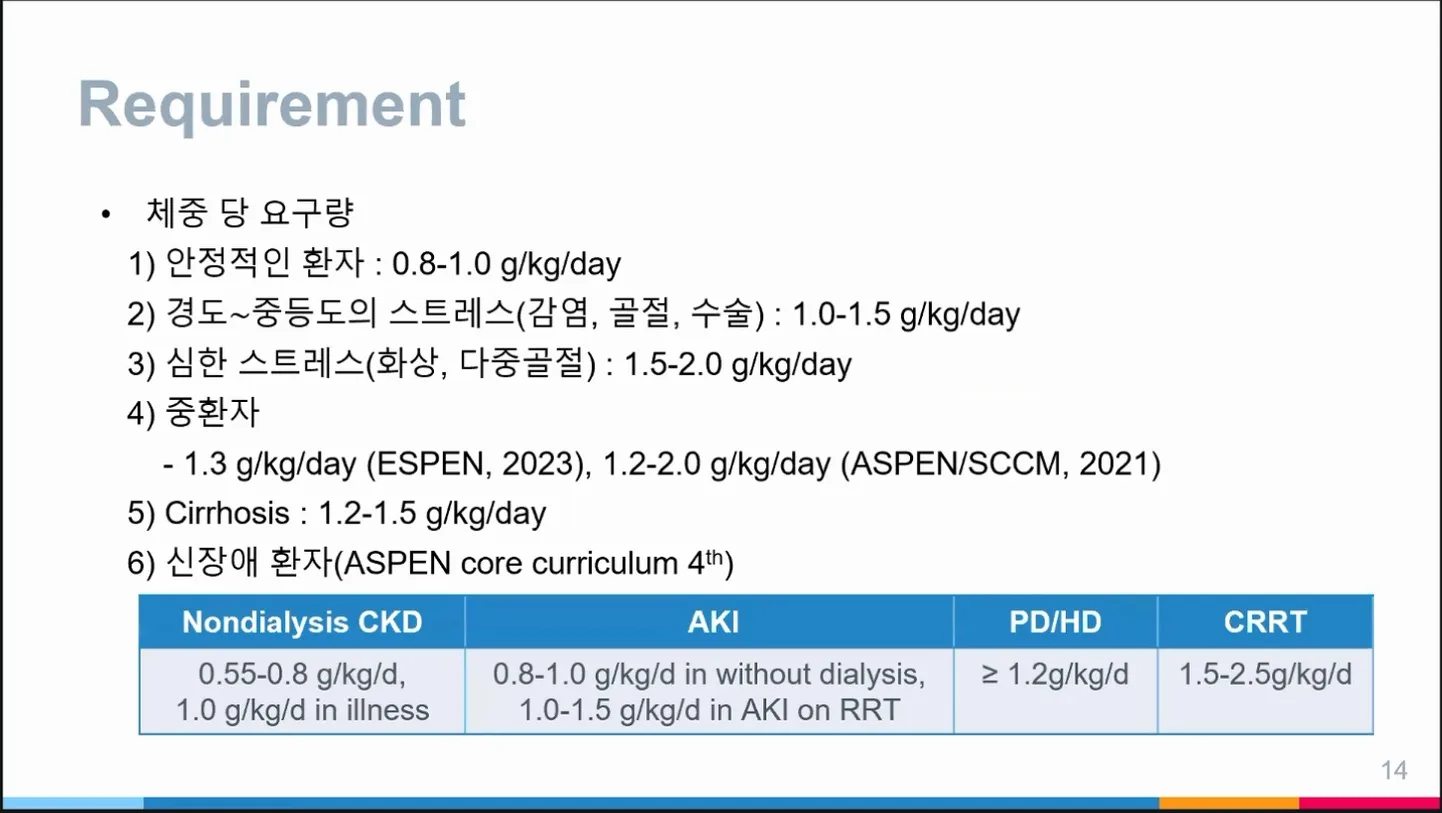 Requirement
• 체중 당 요구량
1) 안정적인 환자 : 0.8-1.0 g/kg/day
2) 경도~중등도의 스트레스(감염, 골절, 수술) : 1.0-1.5 g/kg/day
3) 심한 스트레스(화상, 다중골절) : 1.5-2.0 g/kg/day
4) 중환자
- 1.3 g/kg/day (ESPEN, 2023), 1.2-2.0 g/kg/day (ASPEN/SCCM, 2021)
5) Cirrhosis : 1.2-1.5 g/kg/day
6) 신장애 환자(ASPEN core curriculum 4th)
Nondialysis CKD AKI PD/HD CRRT
0.55-0.8 g/kg/d, 0.8-1.0 g/kg/d in without dialysis, ≥ 1.2g/kg/d 1.5-2.5g/kg/d
1.0 g/kg/d in illness 1.0-1.5 g/kg/d in AKI on RRT
14